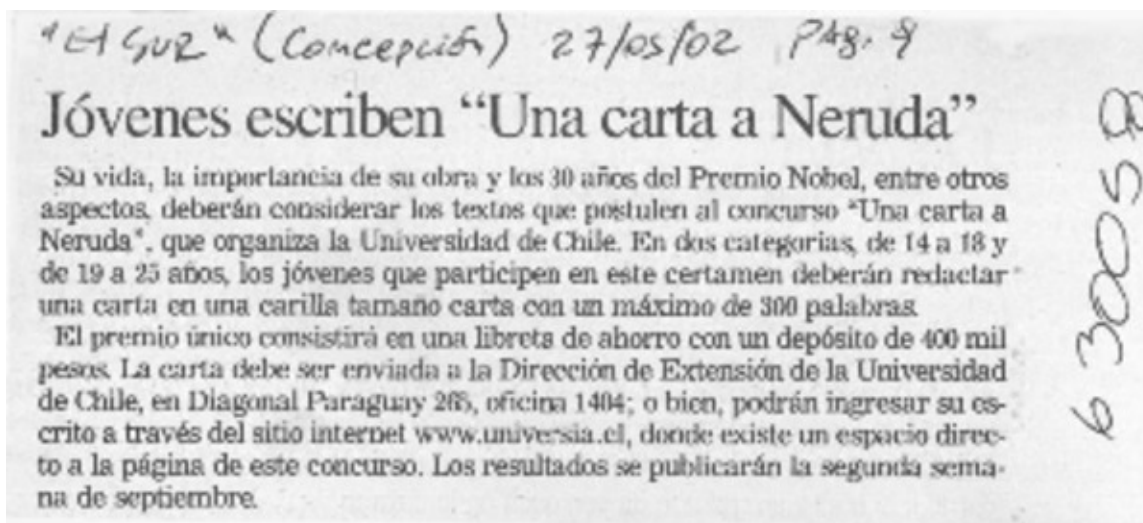 "El Sur" (Concepción) 27/05/02 Pág. 9
Jóvenes escriben “Una carta a Neruda”
Su vida, la importancia de su obra y los 30 años del Premio Nobel, entre otros
aspectos, deberán considerar los textos que postulen al concurso "Una carta a
Neruda", que organiza la Universidad de Chile. En dos categorías, de 14 a 18 y
de 19 a 25 años, los jóvenes que participen en este certamen deberán redactar
una carta en una carilla tamaño carta con un máximo de 300 palabras.
El premio único consistirá en una libreta de ahorro con un depósito de 400 mil
pesos. La carta debe ser enviada a la Dirección de Extensión de la Universidad
de Chile, en Diagonal Paraguay 265, oficina 1404; o bien, podrán ingresar su es-
crito a través del sitio internet www.universia.cl, donde existe un espacio direc-
to a la página de este concurso. Los resultados se publicarán la segunda sema-
na de septiembre.